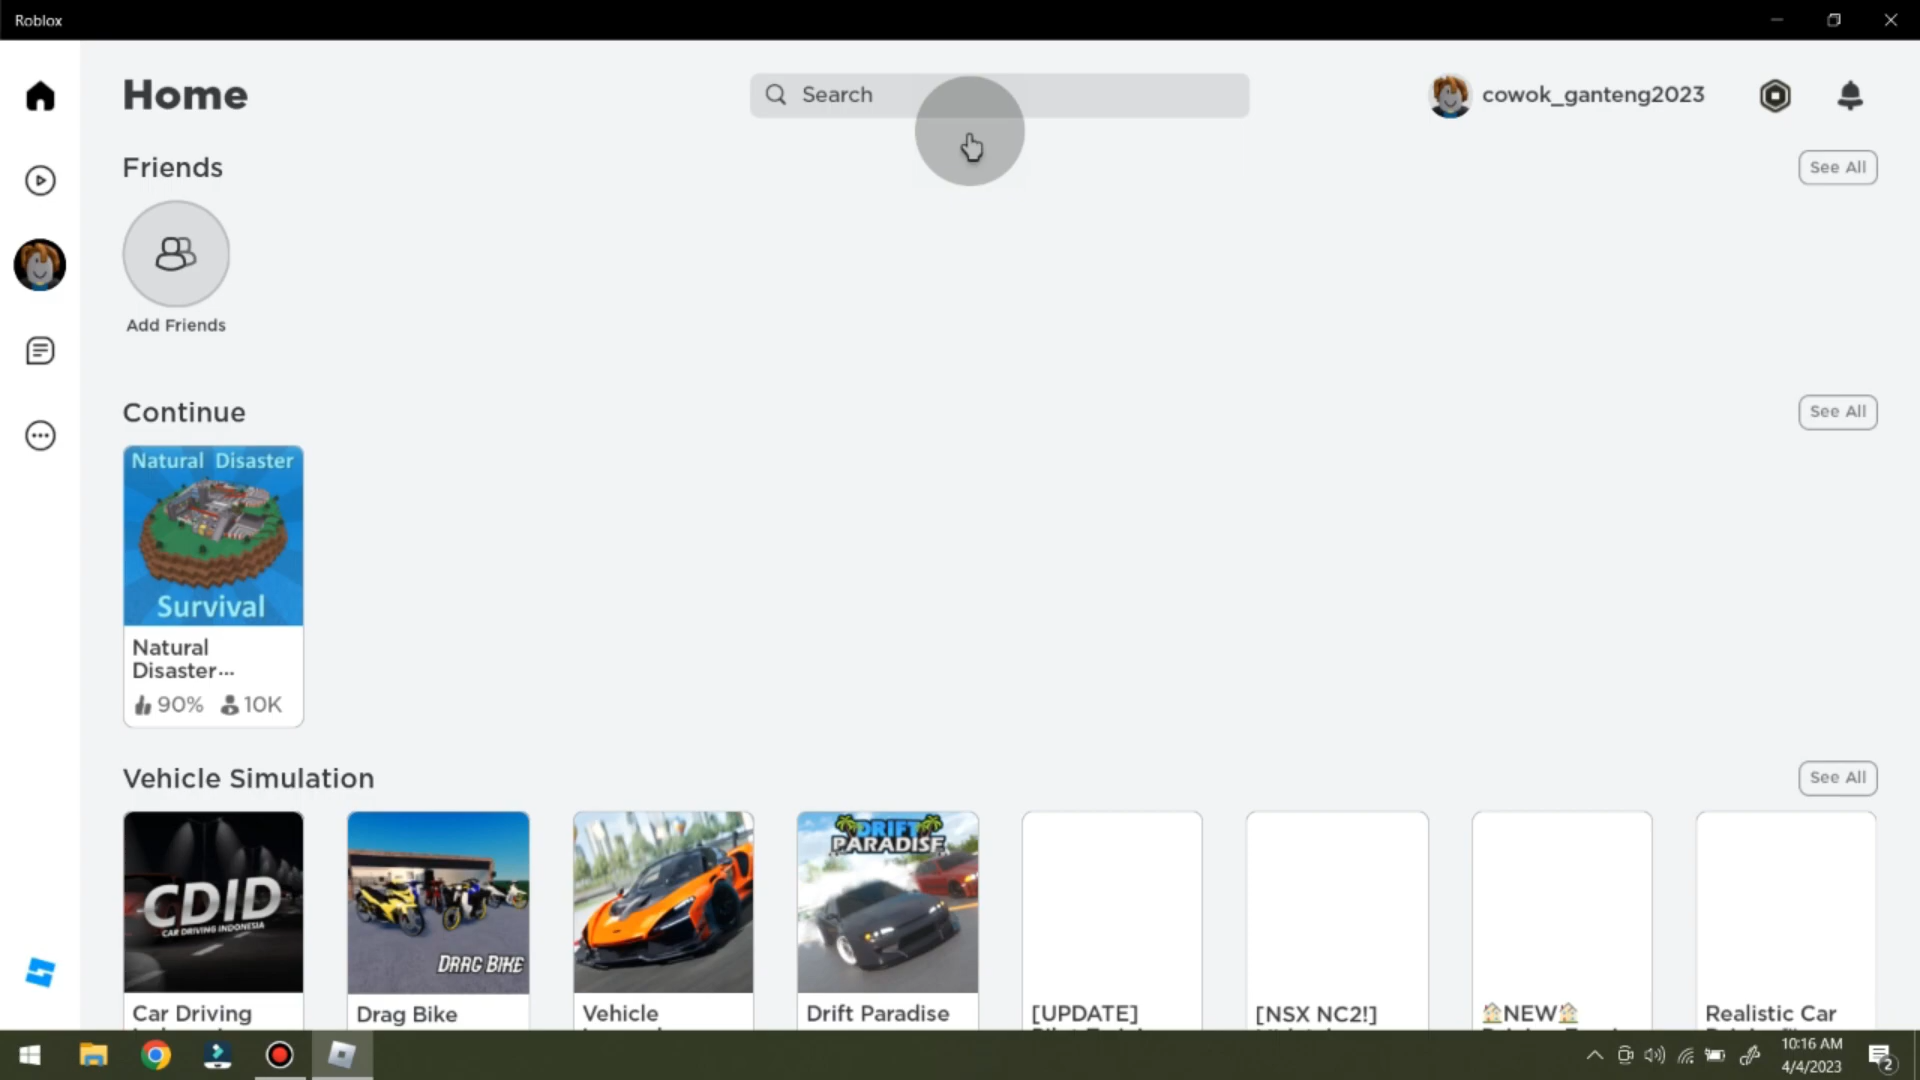 Roblox
Home
Search
cowok_ganteng2023
Friends
See All
Add Friends
Continue
See All
Natural Disaster
Survival
Natural
Disaster...
90% 10K
Vehicle Simulation
See All
CDID
CAR DRIVING INDONESIA
DRAG BIKE
DRIFT
PARADISE
Car Driving
Drag Bike
Vehicle
Drift Paradise
[UPDATE]
[NSX NC2!]
🏠NEW🏠
Realistic Car
10:16 AM
4/4/2023
2